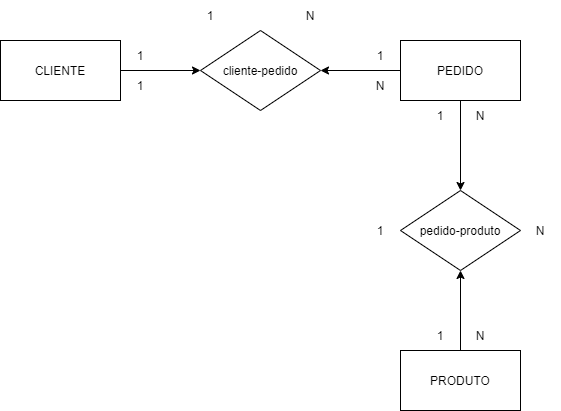 1 N
CLIENTE 1 cliente-pedido 1 PEDIDO
1 N
1 N
1 pedido-produto N
1 N
PRODUTO